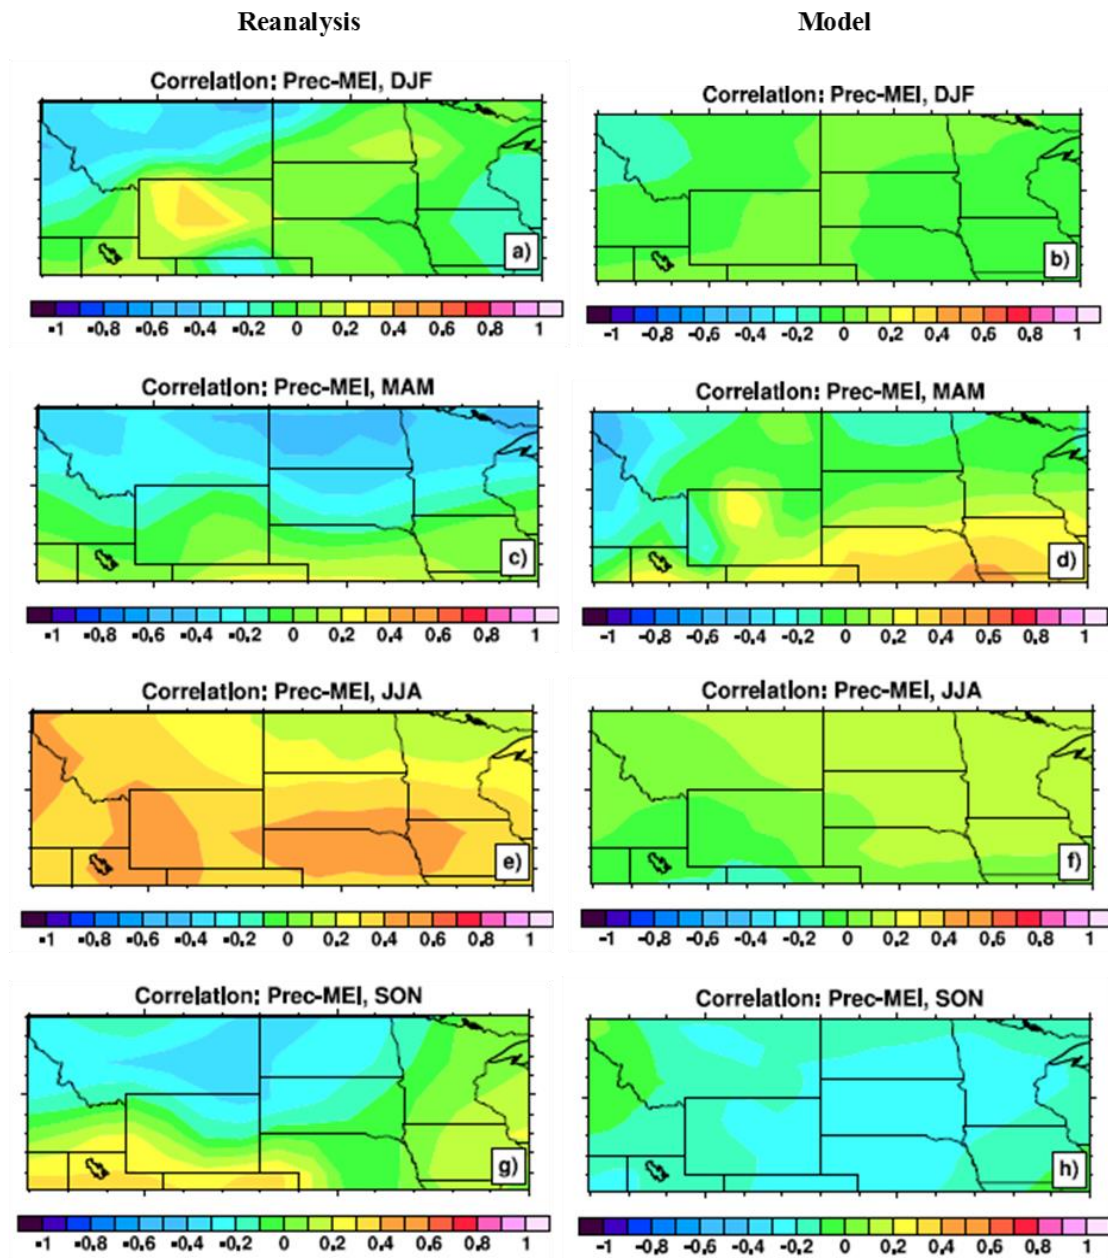 Reanalysis Model
Correlation: Prec-MEI, DJF
a)
-1 -0.8 -0.6 -0.4 -0.2 0 0.2 0.4 0.6 0.8 1
Correlation: Prec-MEI, DJF
b)
-1 -0.8 -0.6 -0.4 -0.2 0 0.2 0.4 0.6 0.8 1
Correlation: Prec-MEI, MAM
c)
-1 -0.8 -0.6 -0.4 -0.2 0 0.2 0.4 0.6 0.8 1
Correlation: Prec-MEI, MAM
d)
-1 -0.8 -0.6 -0.4 -0.2 0 0.2 0.4 0.6 0.8 1
Correlation: Prec-MEI, JJA
e)
-1 -0.8 -0.6 -0.4 -0.2 0 0.2 0.4 0.6 0.8 1
Correlation: Prec-MEI, JJA
f)
-1 -0.8 -0.6 -0.4 -0.2 0 0.2 0.4 0.6 0.8 1
Correlation: Prec-MEI, SON
g)
-1 -0.8 -0.6 -0.4 -0.2 0 0.2 0.4 0.6 0.8 1
Correlation: Prec-MEI, SON
h)
-1 -0.8 -0.6 -0.4 -0.2 0 0.2 0.4 0.6 0.8 1